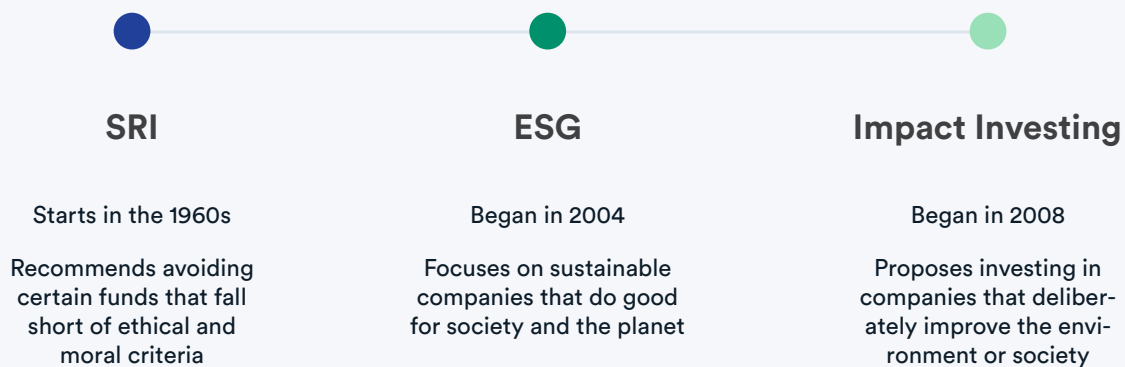 SRI
Starts in the 1960s
Recommends avoiding
certain funds that fall
short of ethical and
moral criteria
ESG
Began in 2004
Focuses on sustainable
companies that do good
for society and the planet
Impact Investing
Began in 2008
Proposes investing in
companies that deliber-
ately improve the envi-
ronment or society